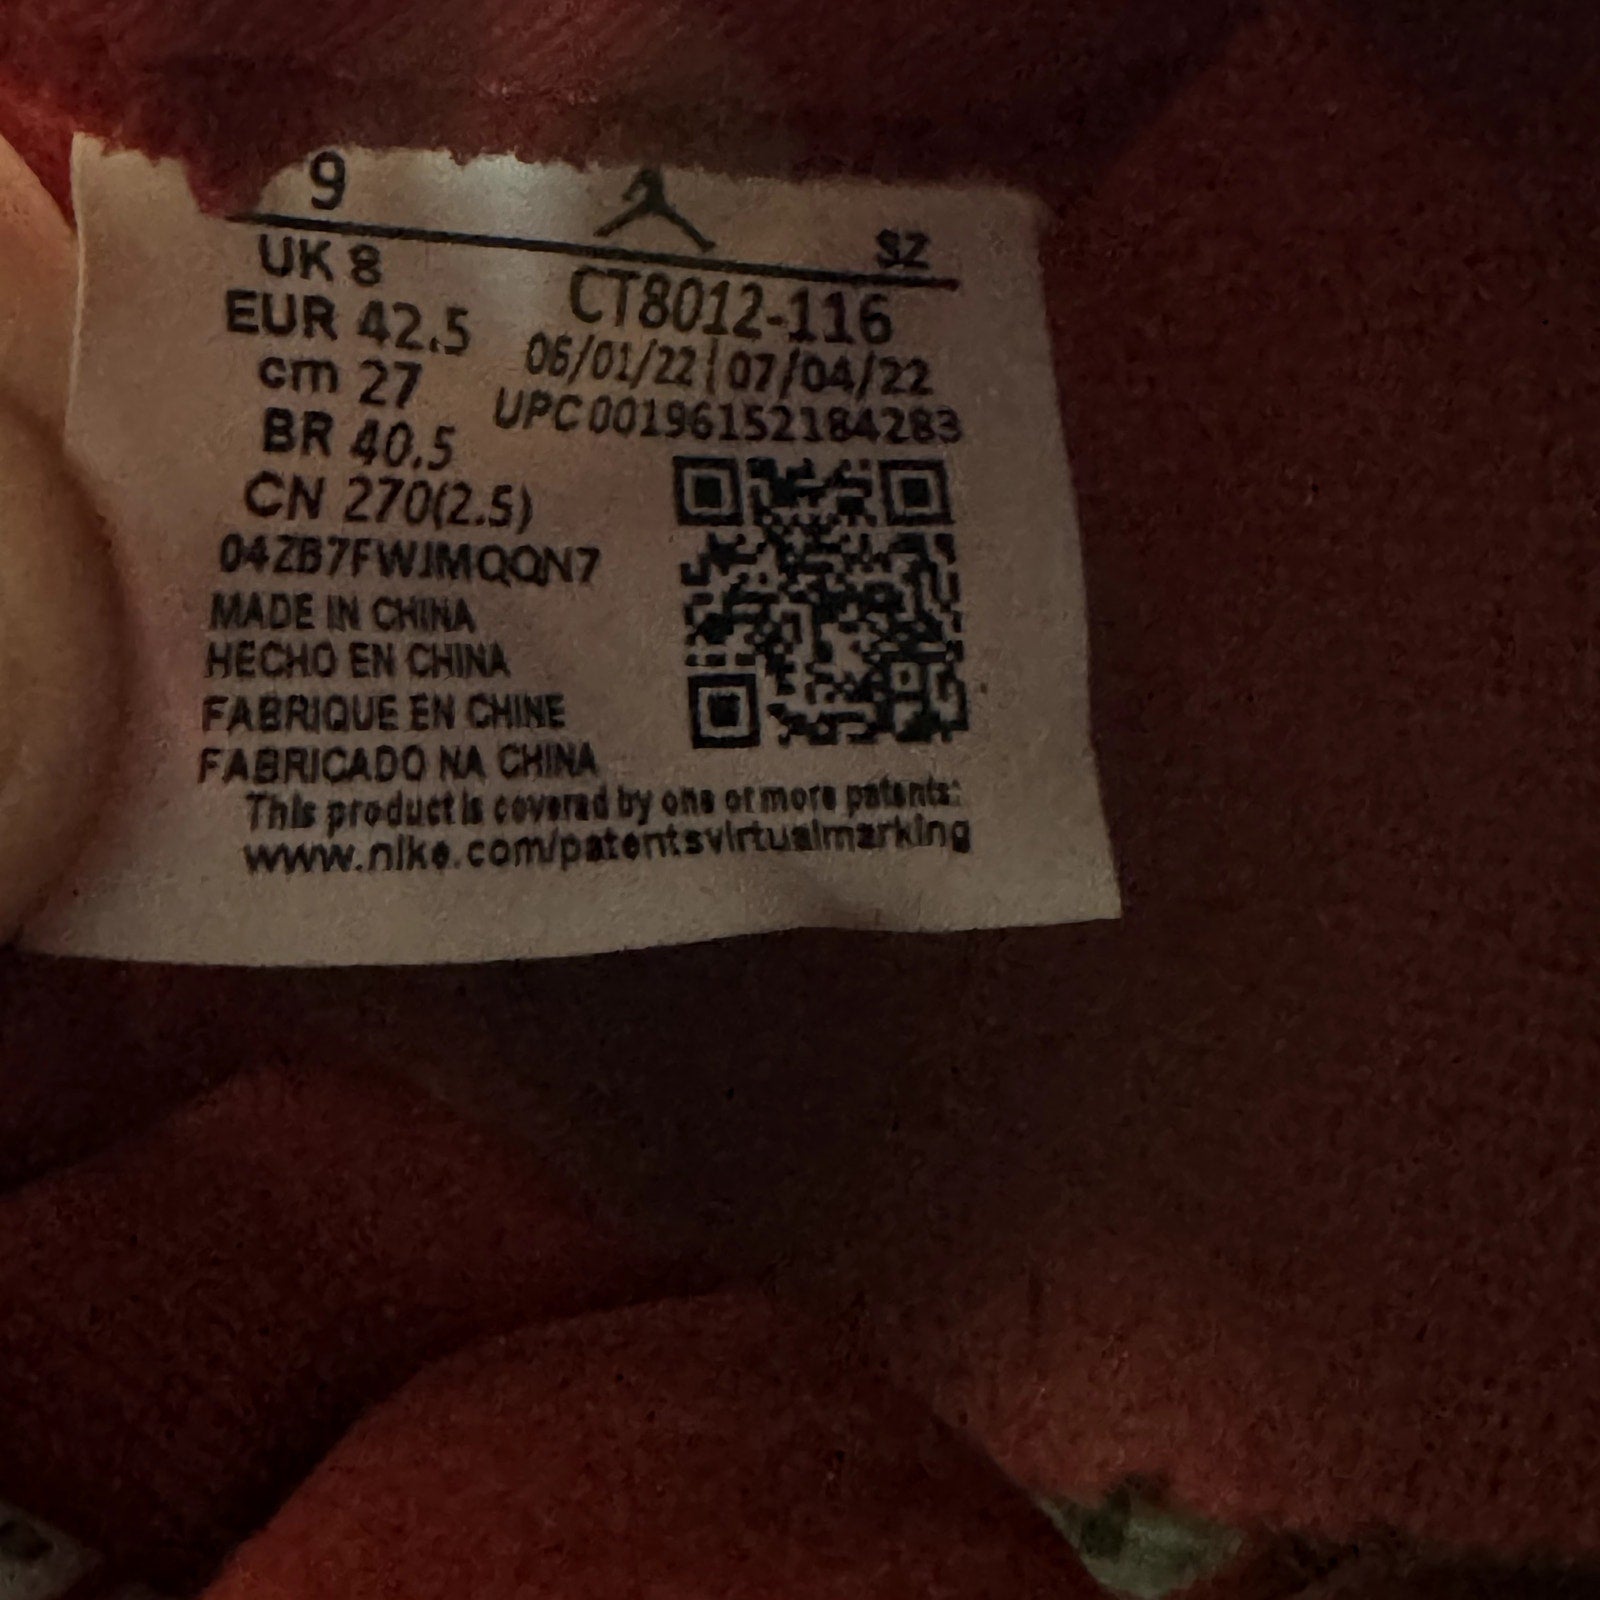 9
SZ
UK 8
EUR 42.5
cm 27
BR 40.5
CN 270(2.5)
04ZB7FWJMQQN7
CT8012-116
06/01/22 | 07/04/22
UPC 00196152184283
MADE IN CHINA
HECHO EN CHINA
FABRIQUE EN CHINE
FABRICADO NA CHINA
This product is covered by one or more patents:
www.nike.com/patentsvirtualmarking